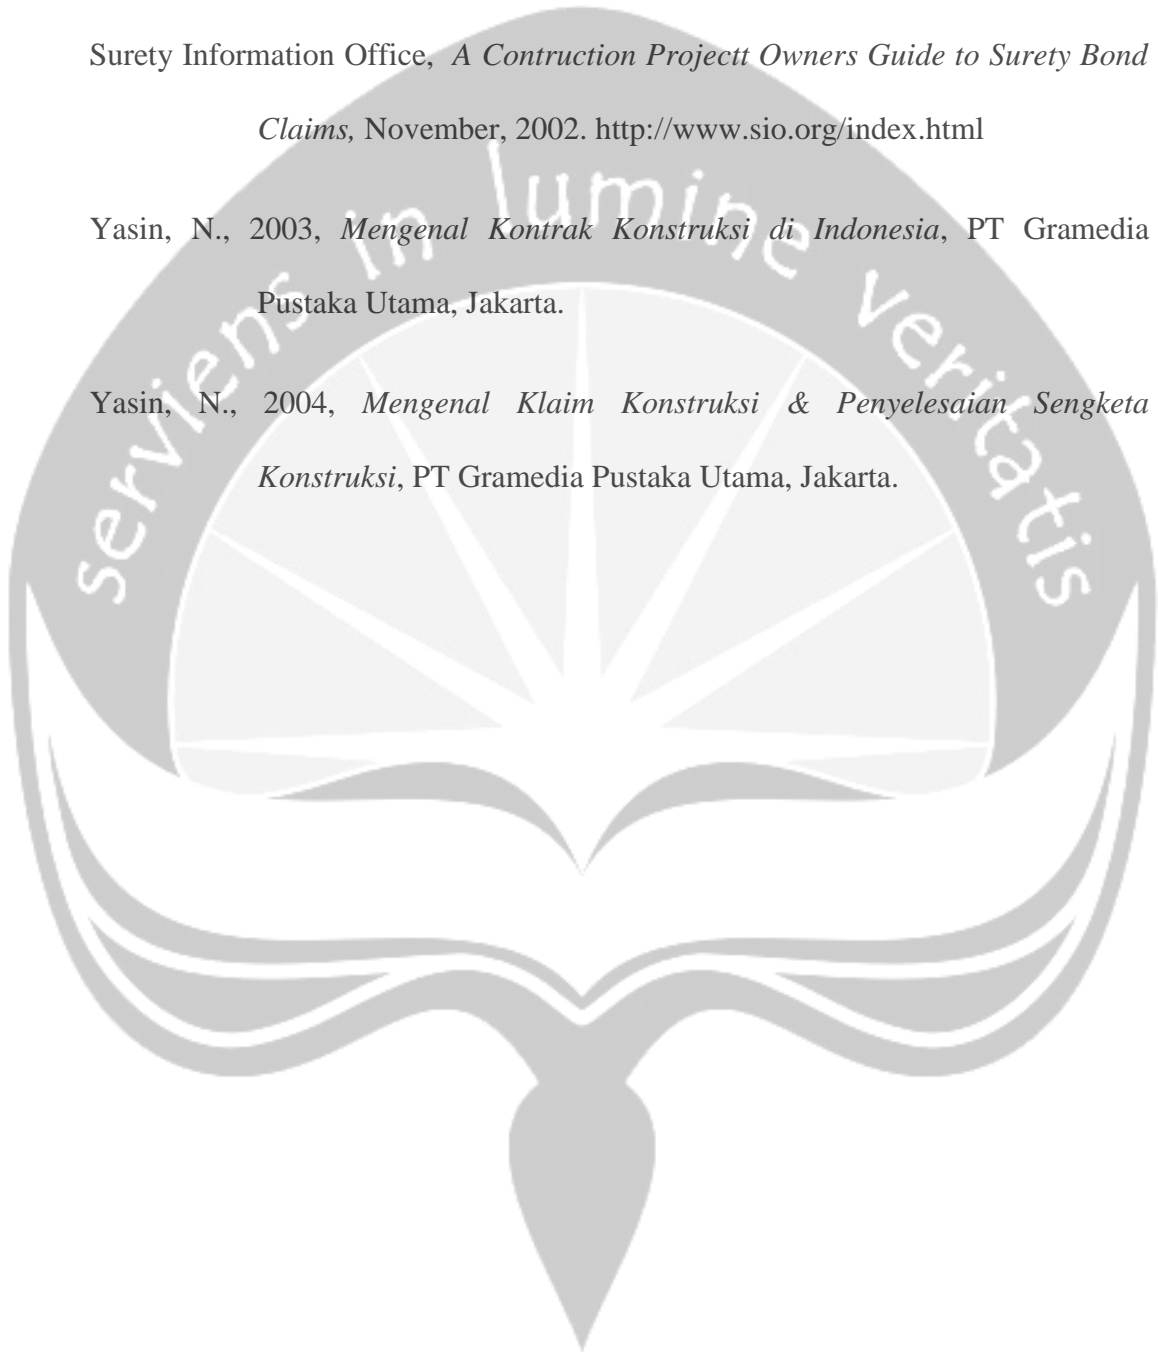 Surety Information Office, A Contruction Projectt Owners Guide to Surety Bond
Claims, November, 2002. http://www.sio.org/index.html
Yasin, N., 2003, Mengenal Kontrak Konstruksi di Indonesia, PT Gramedia
Pustaka Utama, Jakarta.
Yasin, N., 2004, Mengenal Klaim Konstruksi & Penyelesaian Sengketa
Konstruksi, PT Gramedia Pustaka Utama, Jakarta.
serviens in lumine veritatis